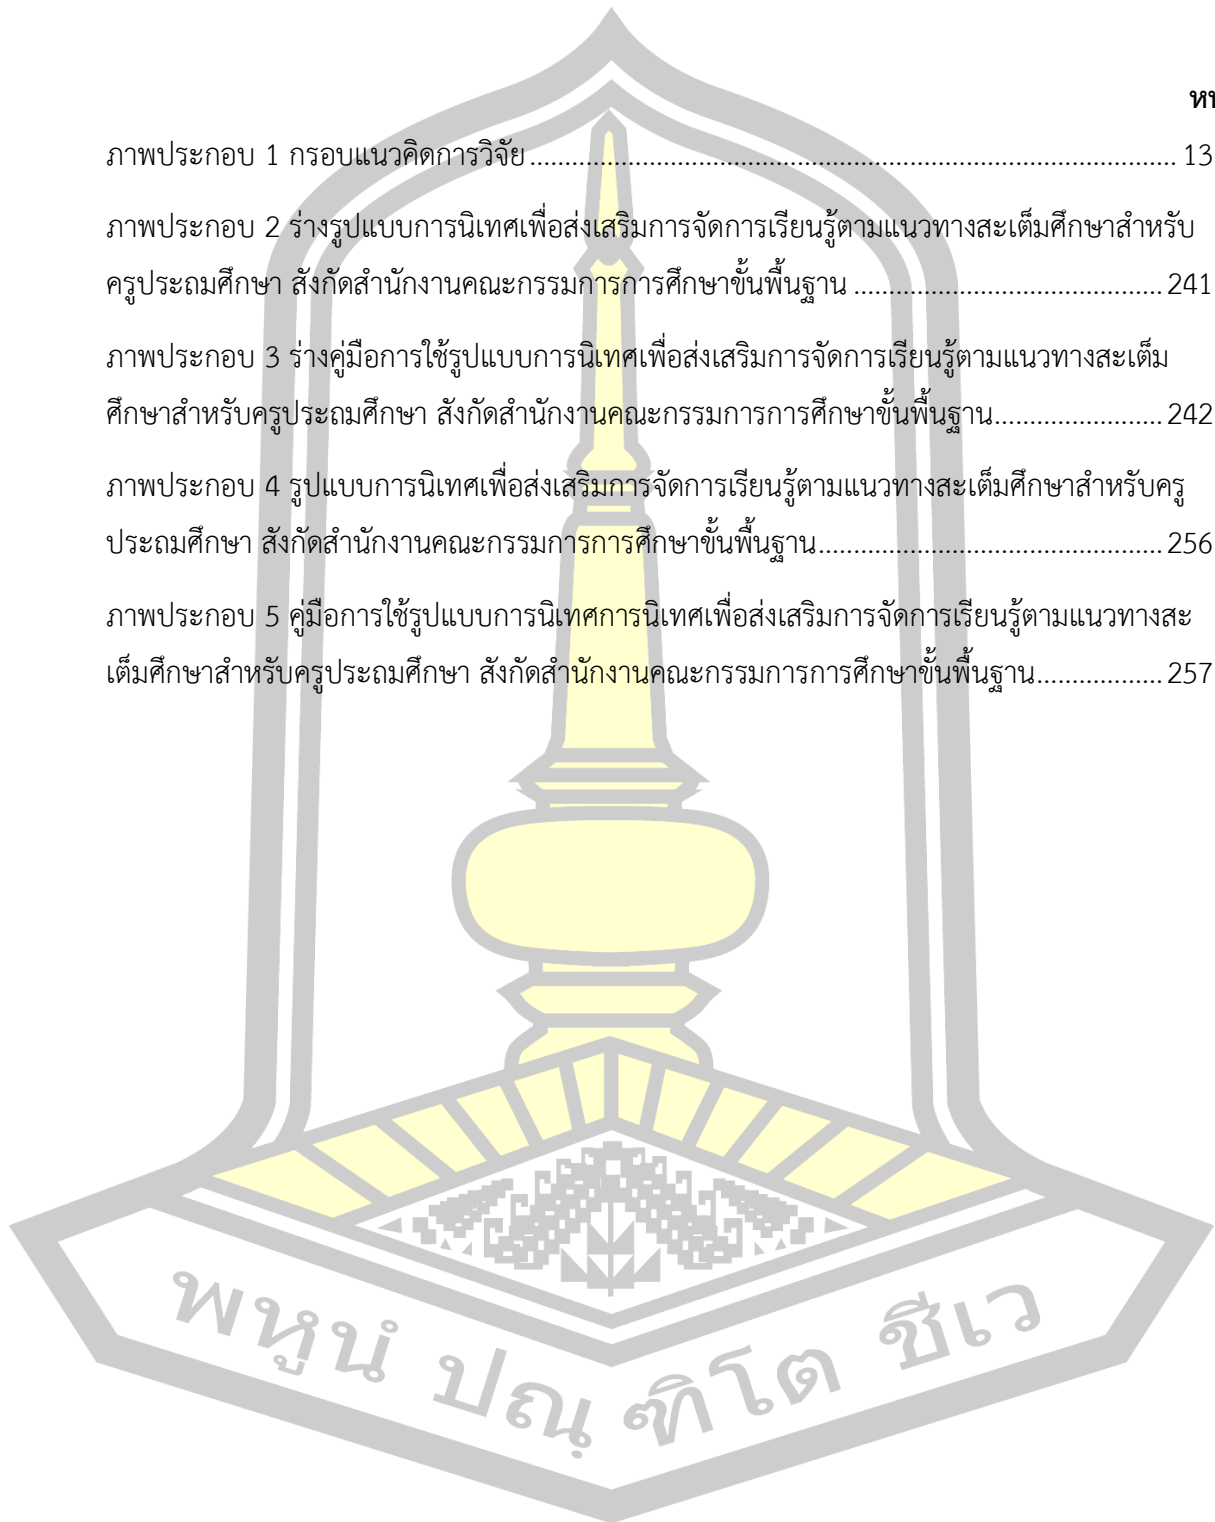 ภาพประกอบ 1 กรอบแนวคิดการวิจัย........................................................................................... 13
ภาพประกอบ 2 ร่างรูปแบบการนิเทศเพื่อส่งเสริมการจัดการเรียนรู้ตามแนวทางสะเต็มศึกษาสำหรับ
ครูประถมศึกษา สังกัดสำนักงานคณะกรรมการการศึกษาขั้นพื้นฐาน ............................................ 241
ภาพประกอบ 3 ร่างคู่มือการใช้รูปแบบการนิเทศเพื่อส่งเสริมการจัดการเรียนรู้ตามแนวทางสะเต็ม
ศึกษาสำหรับครูประถมศึกษา สังกัดสำนักงานคณะกรรมการการศึกษาขั้นพื้นฐาน........................ 242
ภาพประกอบ 4 รูปแบบการนิเทศเพื่อส่งเสริมการจัดการเรียนรู้ตามแนวทางสะเต็มศึกษาสำหรับครู
ประถมศึกษา สังกัดสำนักงานคณะกรรมการการศึกษาขั้นพื้นฐาน................................................. 256
ภาพประกอบ 5 คู่มือการใช้รูปแบบการนิเทศการนิเทศเพื่อส่งเสริมการจัดการเรียนรู้ตามแนวทางสะ
เต็มศึกษาสำหรับครูประถมศึกษา สังกัดสำนักงานคณะกรรมการการศึกษาขั้นพื้นฐาน.................. 257
พหูนํ ปณฺฑิโต ชีเว